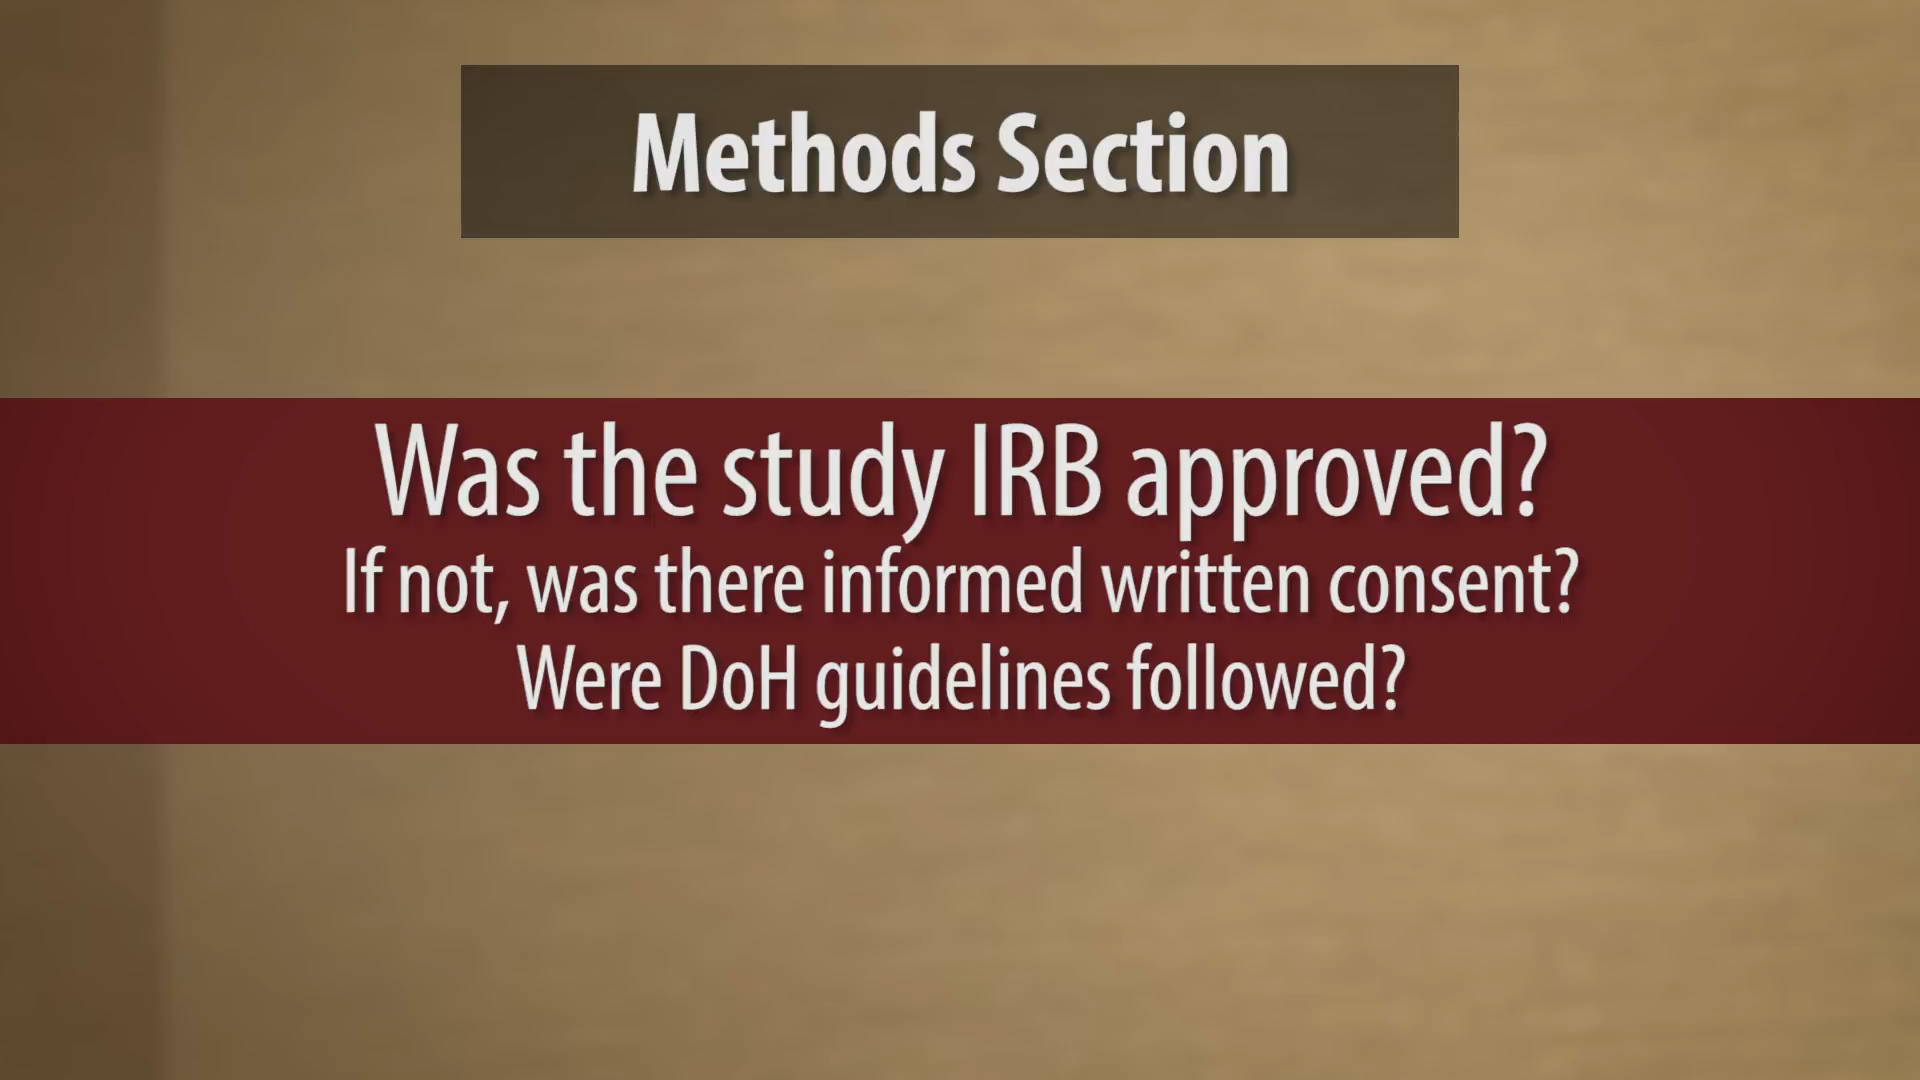 Methods Section
Was the study IRB approved?
If not, was there informed written consent?
Were DoH guidelines followed?